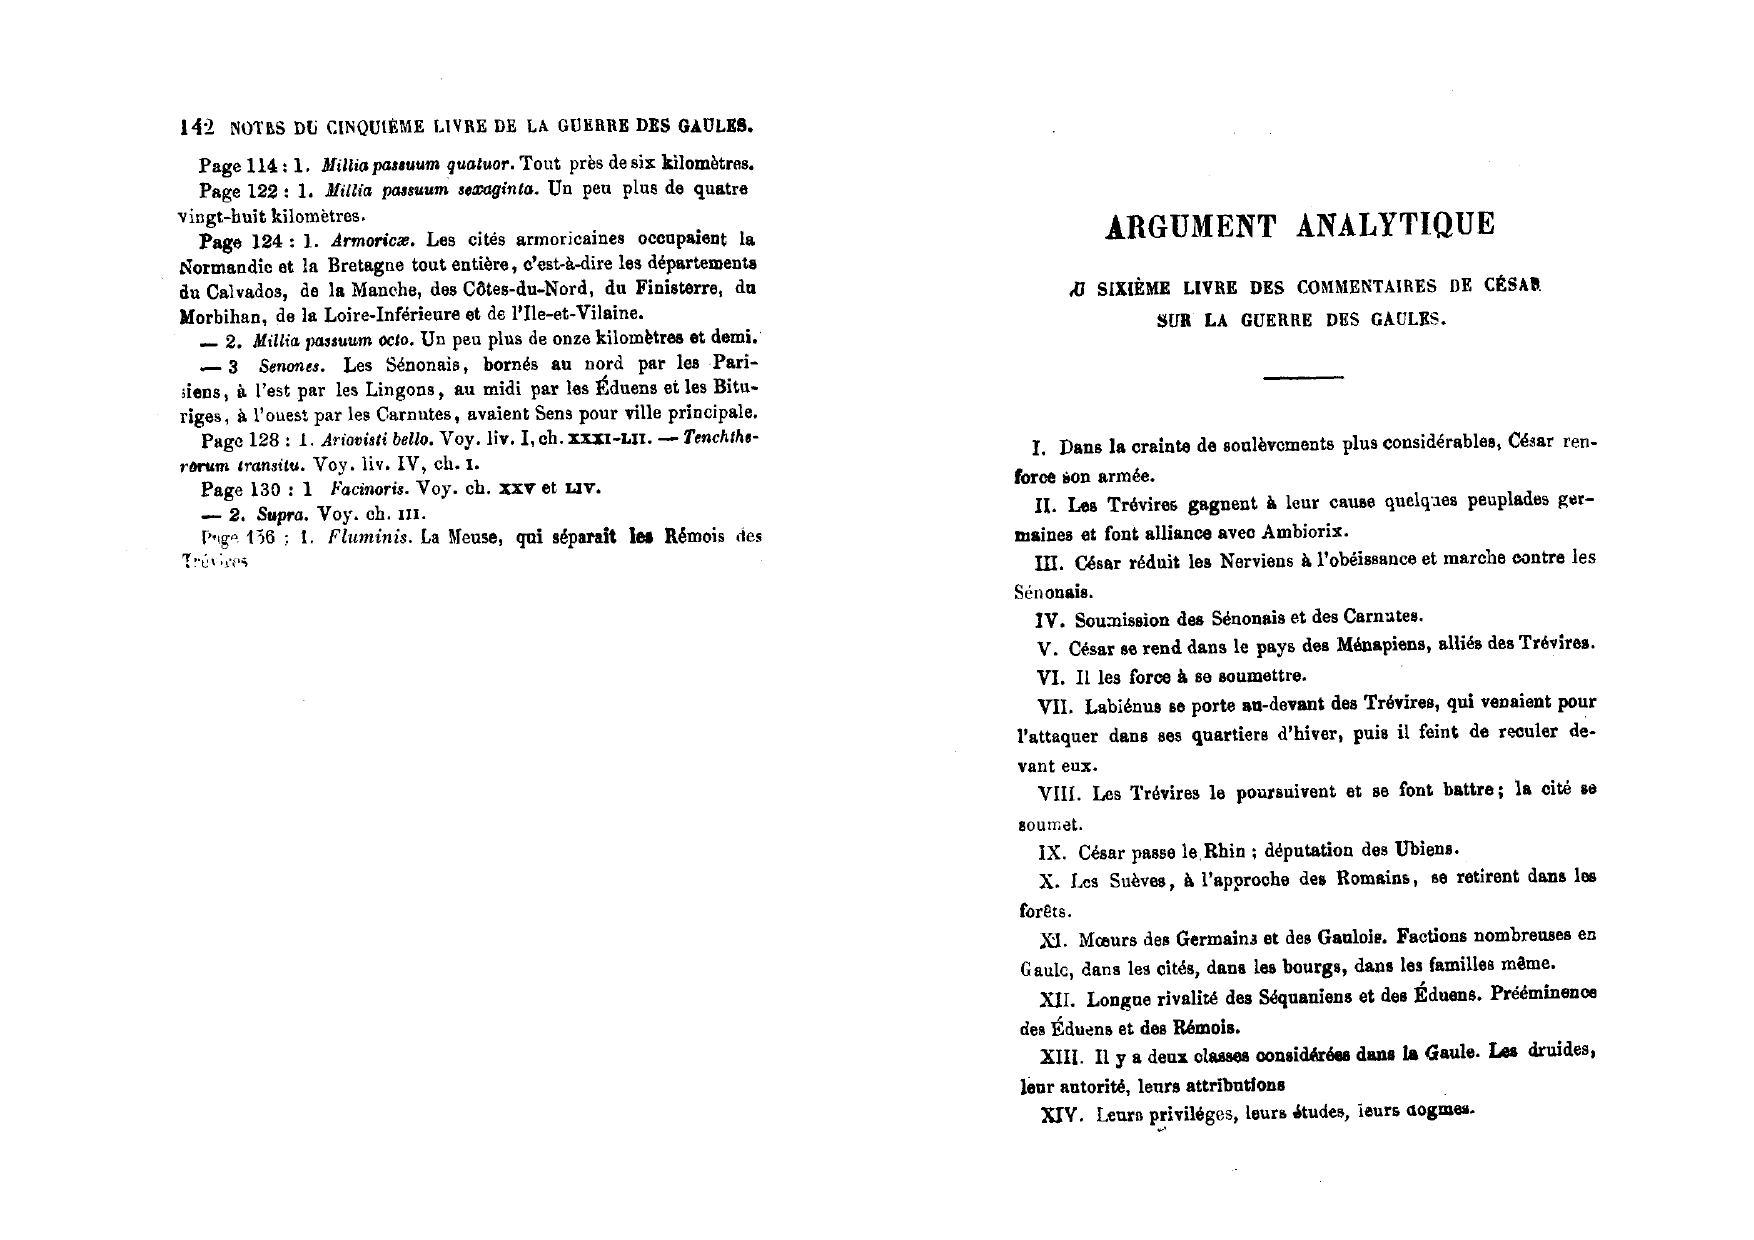 142 NOTES DU CINQUIÈME LIVRE DE LA GUERRE DES GAULES.
Page 114 : 1. Millia passuum quatuor. Tout près de six kilomètres.
Page 122 : 1. Millia passuum sexaginta. Un peu plus de quatre
vingt-huit kilomètres.
Page 124 : 1. Armoricæ. Les cités armoricaines occupaient la
Normandie et la Bretagne tout entière, c'est-à-dire les départements
du Calvados, de la Manche, des Côtes-du-Nord, du Finisterre, du
Morbihan, de la Loire-Inférieure et de l'Ile-et-Vilaine.
— 2. Millia passuum octo. Un peu plus de onze kilomètres et demi.
— 3 Senones. Les Sénonais, bornés au nord par les Pari-
siens, à l'est par les Lingons, au midi par les Éduens et les Bitu-
riges, à l'ouest par les Carnutes, avaient Sens pour ville principale.
Page 128 : 1. Ariovisti bello. Voy. liv. I, ch. XXXI-LII. — Tenchthe-
rorum transitu. Voy. liv. IV, ch. I.
Page 130 : 1 Facinoris. Voy. ch. XXV et LIV.
— 2. Supra. Voy. ch. III.
Page 136 : 1. Fluminis. La Meuse, qui séparait les Rémois des
Trévires
ARGUMENT ANALYTIQUE
U SIXIÈME LIVRE DES COMMENTAIRES DE CÉSAR
SUR LA GUERRE DES GAULES.
I. Dans la crainte de soulèvements plus considérables, César ren-
force son armée.
II. Les Trévires gagnent à leur cause quelques peuplades ger-
maines et font alliance avec Ambiorix.
III. César réduit les Nerviens à l'obéissance et marche contre les
Sénonais.
IV. Soumission des Sénonais et des Carnutes.
V. César se rend dans le pays des Ménapiens, alliés des Trévires.
VI. Il les force à se soumettre.
VII. Labiénus se porte au-devant des Trévires, qui venaient pour
l'attaquer dans ses quartiers d'hiver, puis il feint de reculer de-
vant eux.
VIII. Les Trévires le poursuivent et se font battre ; la cité se
soumet.
IX. César passe le Rhin ; députation des Ubiens.
X. Les Suèves, à l'approche des Romains, se retirent dans les
forêts.
XI. Mœurs des Germains et des Gaulois. Factions nombreuses en
Gaule, dans les cités, dans les bourgs, dans les familles même.
XII. Longue rivalité des Séquaniens et des Éduens. Prééminence
des Éduens et des Rémois.
XIII. Il y a deux classes considérées dans la Gaule. Les druides,
leur autorité, leurs attributions
XIV. Leurs priviléges, leurs études, leurs dogmes.